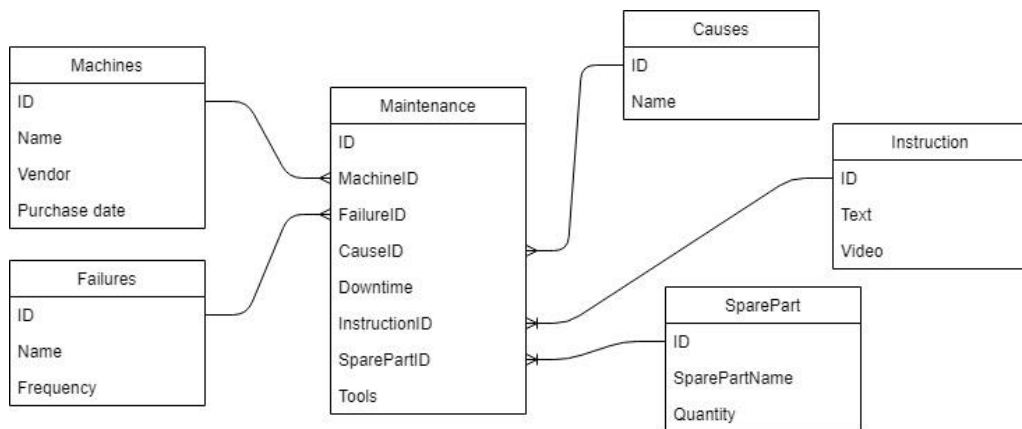 Machines
ID
Name
Vendor
Purchase date
Failures
ID
Name
Frequency
Maintenance
ID
MachineID
FailureID
CauseID
Downtime
InstructionID
SparePartID
Tools
Causes
ID
Name
Instruction
ID
Text
Video
SparePart
ID
SparePartName
Quantity